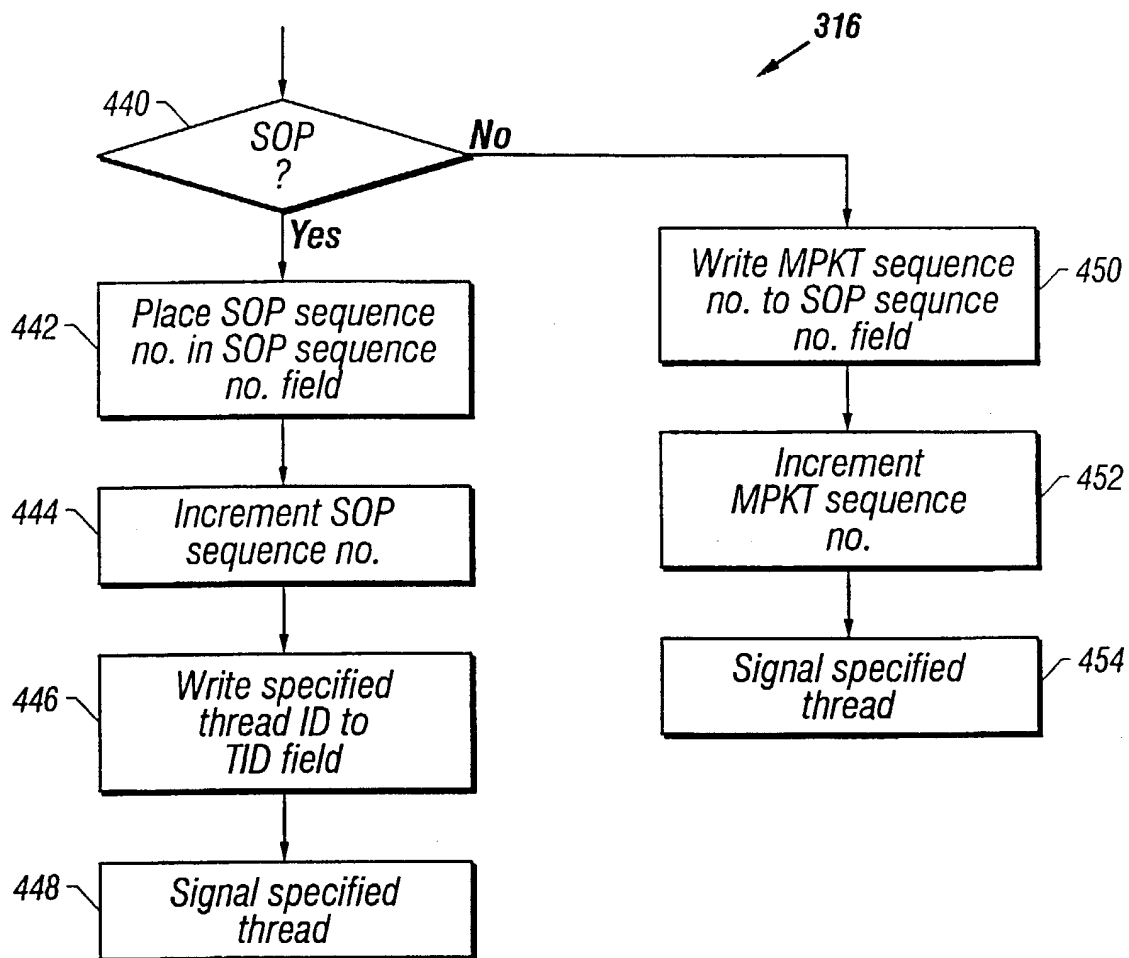 316
440
SOP
?
No
Yes
442
Place SOP sequence
no. in SOP sequence
no. field
444
Increment SOP
sequence no.
446
Write specified
thread ID to
TID field
448
Signal specified
thread
Write MPKT sequence
no. to SOP sequnce
no. field
450
Increment
MPKT sequence
no.
452
Signal specified
thread
454